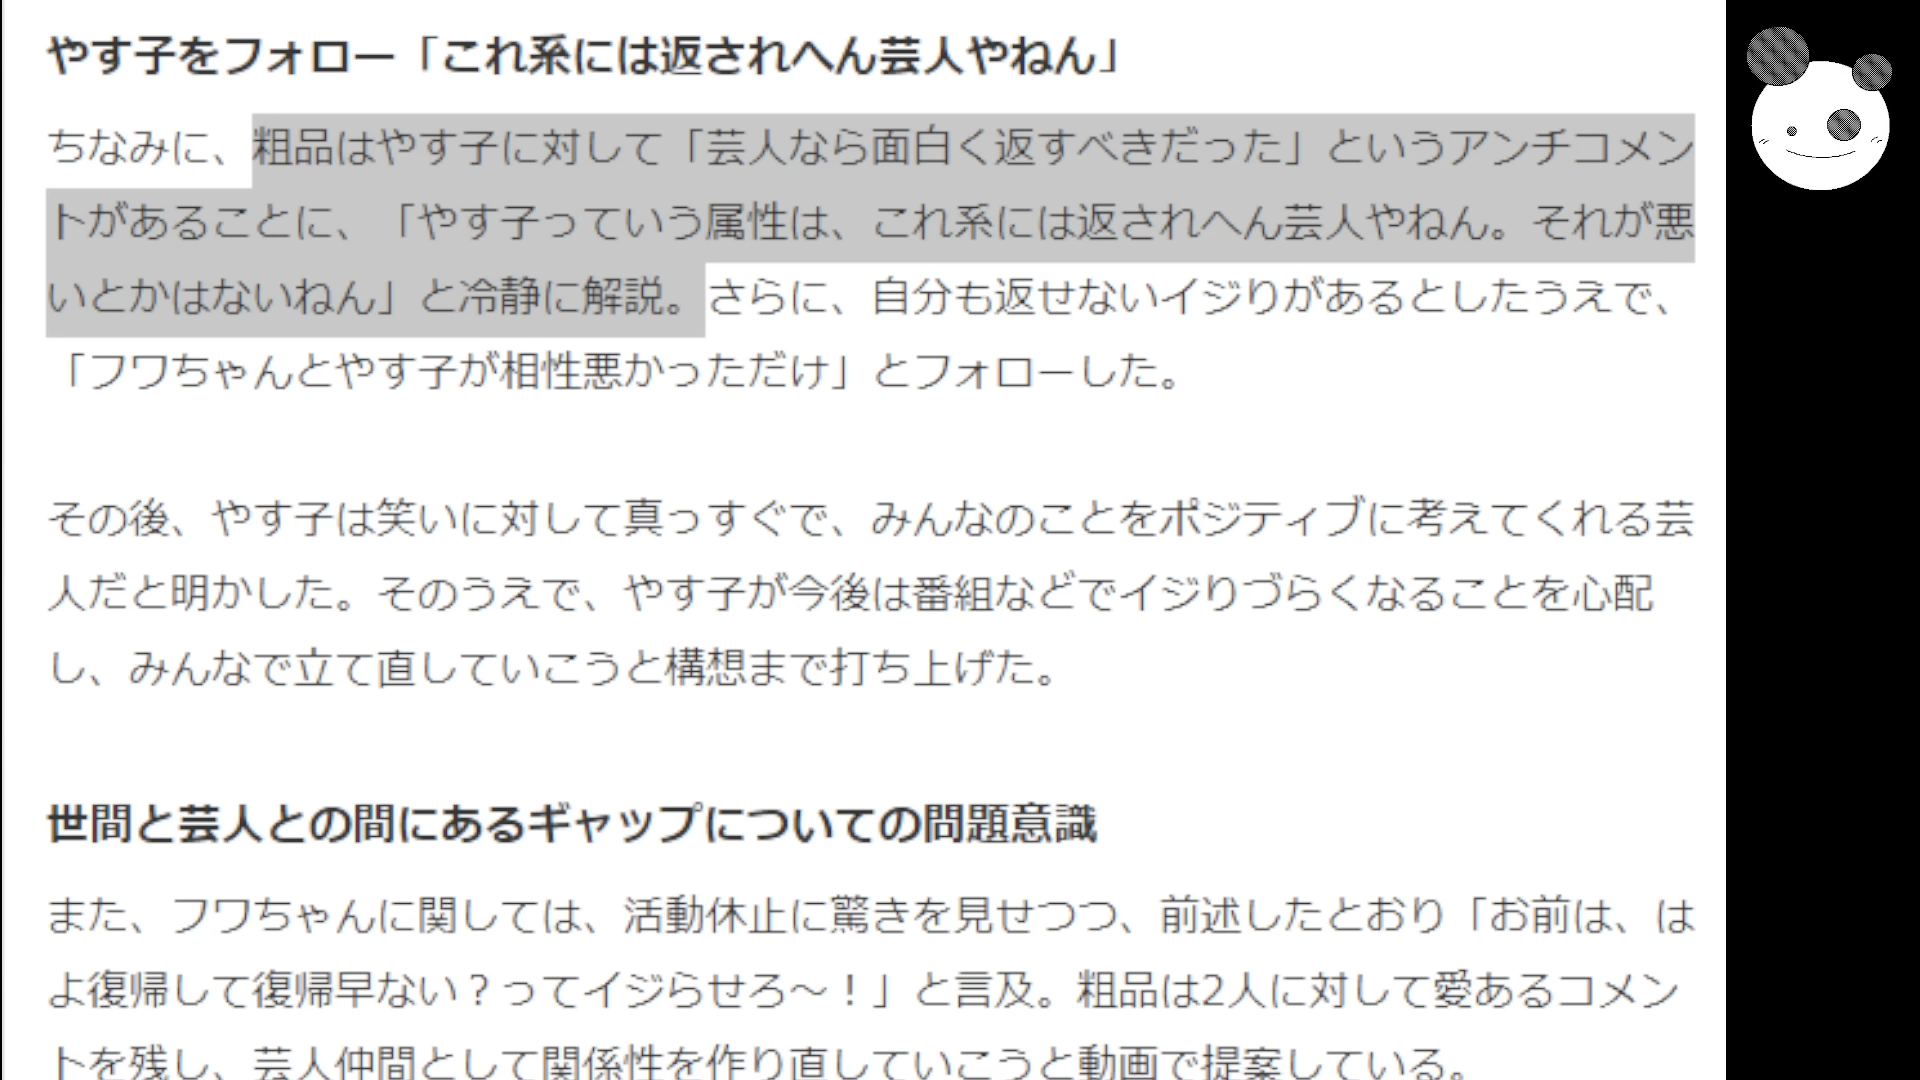 やす子をフォロー「これ系には返されへん芸人やねん」
ちなみに、粗品はやす子に対して「芸人なら面白く返すべきだった」というアンチコメン
トがあることに、「やす子っていう属性は、これ系には返されへん芸人やねん。それが悪
いとかはないねん」と冷静に解説。さらに、自分も返せないイジりがあるとしたうえで、
「フワちゃんとやす子が相性悪かっただけ」とフォローした。
その後、やす子は笑いに対して真っすぐで、みんなのことをポジティブに考えてくれる芸
人だと明かした。そのうえで、やす子が今後は番組などでイジりづらくなることを心配
し、みんなで立て直していこうと構想まで打ち上げた。
世間と芸人との間にあるギャップについての問題意識
また、フワちゃんに関しては、活動休止に驚きを見せつつ、前述したとおり「お前は、は
よ復帰して復帰早ない？ってイジらせろ〜！」と言及。粗品は2人に対して愛あるコメン
トを残し、芸人仲間として関係性を作り直していこうと動画で提案している。